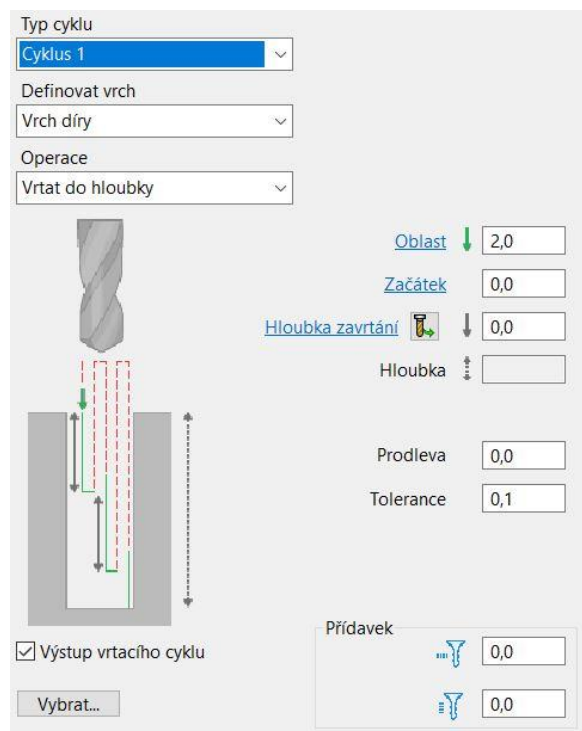 Typ cyklu
Cyklus 1
Definovat vrch
Vrch díry
Operace
Vrtat do hloubky
Oblast 2,0
Začátek 0,0
Hloubka zavrtání 0,0
Hloubka
Prodleva 0,0
Tolerance 0,1
Přídavek
Výstup vrtacího cyklu 0,0
Vybrat... 0,0